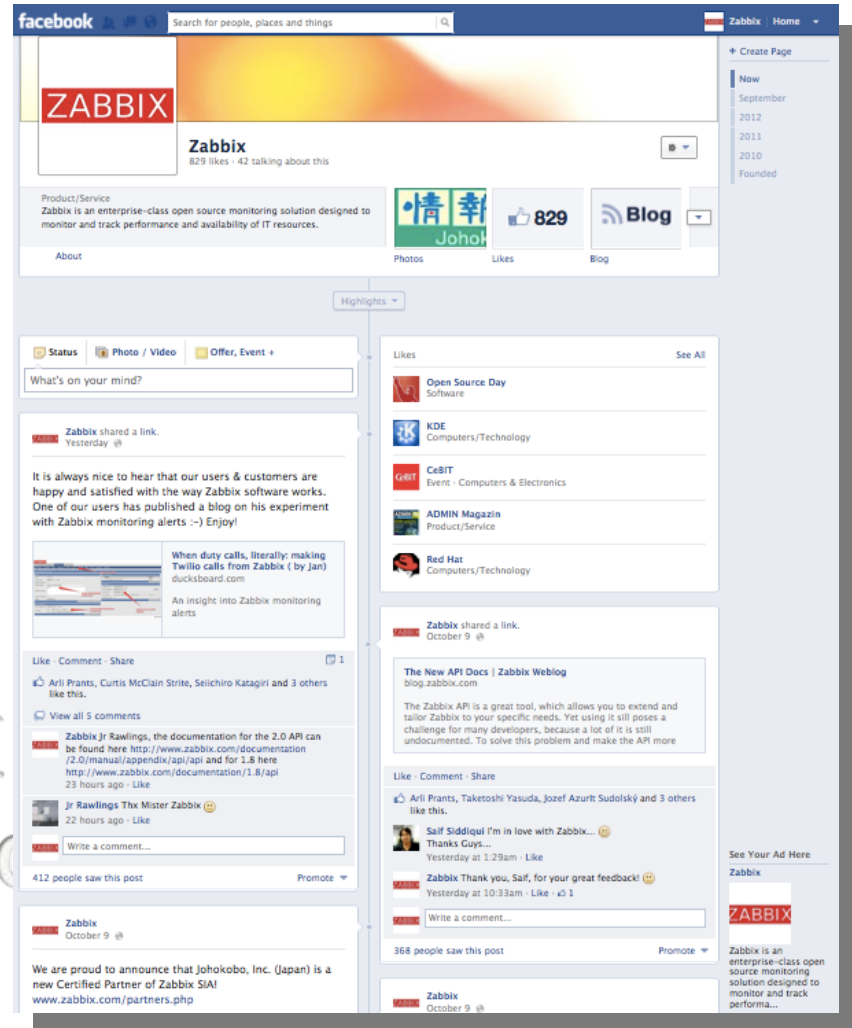 facebook
Search for people, places and things
Zabbix
Home
+ Create Page
Now
September
2012
2011
2010
Founded
ZABBIX
Zabbix
829 likes · 42 talking about this
Product/Service
Zabbix is an enterprise-class open source monitoring solution designed to
monitor and track performance and availability of IT resources.
About
情報
Johok
Photos
829
Likes
Blog
Blog
Highlights
Status
Photo / Video
Offer, Event +
What's on your mind?
Zabbix shared a link.
Yesterday
It is always nice to hear that our users & customers are
happy and satisfied with the way Zabbix software works.
One of our users has published a blog on his experiment
with Zabbix monitoring alerts :-) Enjoy!
When duty calls, literally: making
Twilio calls from Zabbix ( by Jan)
ducksboard.com
An insight into Zabbix monitoring
alerts
Like · Comment · Share
1
Arli Prants, Curtis McClain Strite, Seiichiro Katagiri and 3 others
like this.
View all 5 comments
ZABBIX
Zabbix Jr Rawlings, the documentation for the 2.0 API can
be found here http://www.zabbix.com/documentation
/2.0/manual/appendix/api/api and for 1.8 here
http://www.zabbix.com/documentation/1.8/api
23 hours ago · Like
Jr Rawlings Thx Mister Zabbix
22 hours ago · Like
ZABBIX
Write a comment...
412 people saw this post
Promote
ZABBIX
Zabbix
October 9
We are proud to announce that Johokobo, Inc. (Japan) is a
new Certified Partner of Zabbix SIA!
www.zabbix.com/partners.php
Likes
See All
Open Source Day
Software
KDE
Computers/Technology
CeBIT
CeBIT
Event · Computers & Electronics
ADMIN
ADMIN Magazin
Product/Service
Red Hat
Computers/Technology
ZABBIX
Zabbix shared a link.
October 9
The New API Docs | Zabbix Weblog
blog.zabbix.com
The Zabbix API is a great tool, which allows you to extend and
tailor Zabbix to your specific needs. Yet using it sill poses a
challenge for many developers, because a lot of it is still
undocumented. To solve this problem and make the API more
Like · Comment · Share
Arli Prants, Taketoshi Yasuda, Jozef Azurlt Sudolský and 3 others
like this.
Saif Siddiqui I'm in love with Zabbix...
Thanks Guys...
Yesterday at 1:29am · Like
ZABBIX
Zabbix Thank you, Saif, for your great feedback!
Yesterday at 10:33am · Like · 1
ZABBIX
Write a comment...
368 people saw this post
Promote
ZABBIX
Zabbix
October 9
See Your Ad Here
Zabbix
ZABBIX
Zabbix is an
enterprise-class open
source monitoring
solution designed to
monitor and track
performa...